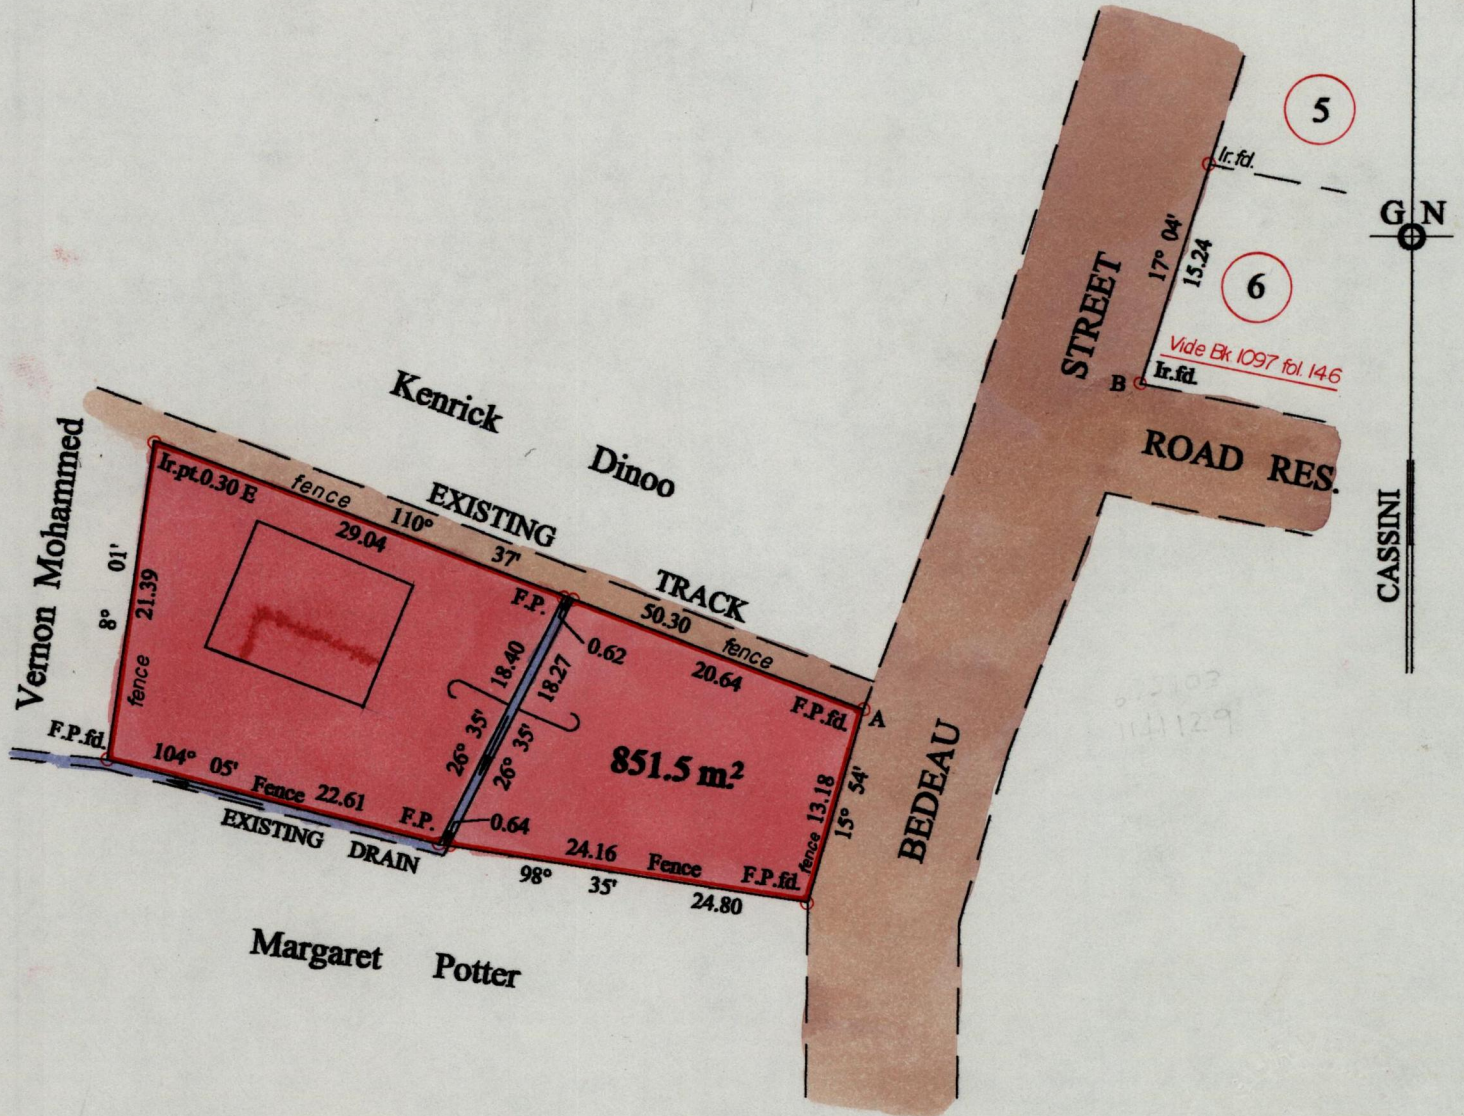 5
Ir.fd.
G N
17° 04'
15.24
6
STREET
Vide Bk 1097 fol. 146
B Ir.fd.
ROAD RES.
CASSINI
Kenrick Dinoo
Vernon Mohammed
Ir.pt.0.30 E
fence
EXISTING TRACK
110° 37'
29.04
50.30
fence
20.64
F.P.
0.62
F.P.fd.
A
8° 01'
21.39
fence
18.40
18.27
26° 35'
26° 35'
851.5 m²
13.18
15° 54'
fence
BEDEAU
F.P.fd.
104° 05'
Fence 22.61
F.P.
0.64
EXISTING DRAIN
24.16 Fence
F.P.fd.
98° 35'
24.80
Margaret Potter